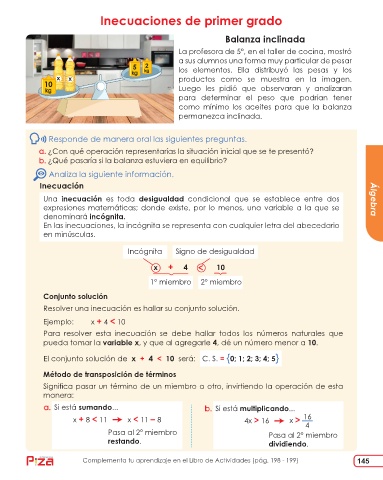 Inecuaciones de primer grado
Balanza inclinada
La profesora de 5°, en el taller de cocina, mostró
a sus alumnos una forma muy particular de pesar
los elementos. Ella distribuyó las pesas y los
productos como se muestra en la imagen.
Luego les pidió que observaran y analizaran
para determinar el peso que podrían tener
como mínimo los aceites para que la balanza
permanezca inclinada.
5 kg
2 kg
x x
10 kg
Responde de manera oral las siguientes preguntas.
a. ¿Con qué operación representarías la situación inicial que se te presentó?
b. ¿Qué pasaría si la balanza estuviera en equilibrio?
Analiza la siguiente información.
Inecuación
Una inecuación es toda desigualdad condicional que se establece entre dos
expresiones matemáticas; donde existe, por lo menos, una variable a la que se
denominará incógnita.
En las inecuaciones, la incógnita se representa con cualquier letra del abecedario
en minúsculas.
Incógnita Signo de desigualdad
x + 4 < 10
1° miembro 2° miembro
Conjunto solución
Resolver una inecuación es hallar su conjunto solución.
Ejemplo: x + 4 < 10
Para resolver esta inecuación se debe hallar todos los números naturales que
pueda tomar la variable x, y que al agregarle 4, dé un número menor a 10.
El conjunto solución de x + 4 < 10 será: C. S. = {0; 1; 2; 3; 4; 5}
Método de transposición de términos
Significa pasar un término de un miembro a otro, invirtiendo la operación de esta
manera:
a. Si está sumando...
x + 8 < 11 → x < 11 – 8
Pasa al 2° miembro
restando.
b. Si está multiplicando...
4x > 16 → x > 16/4
Pasa al 2° miembro
dividiendo.
Álgebra
Complementa tu aprendizaje en el Libro de Actividades (pág. 198 - 199)
145